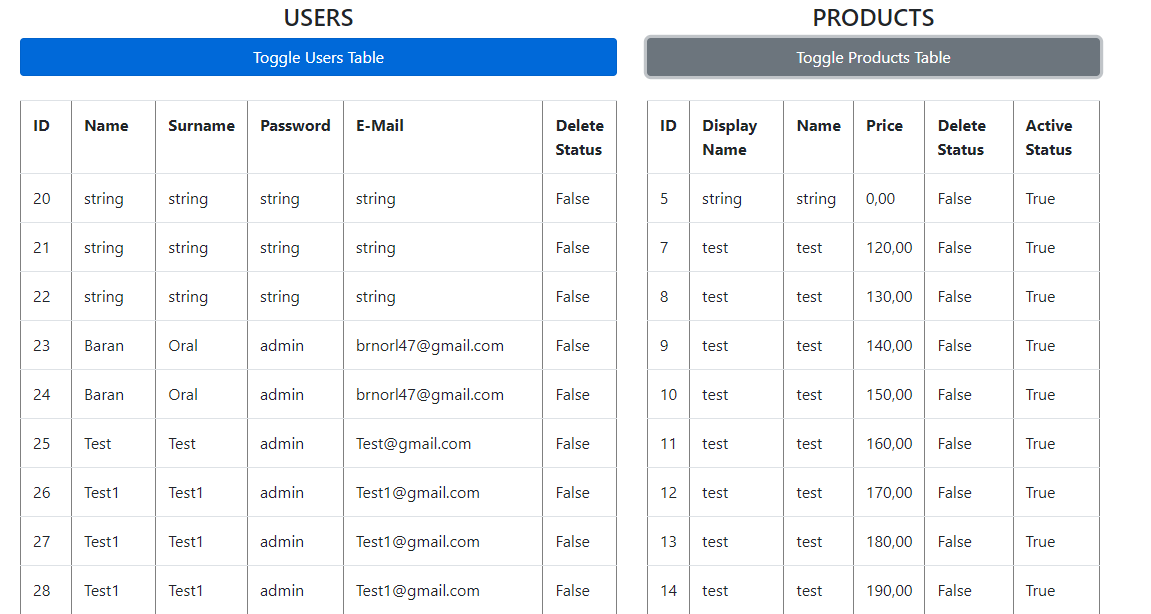 USERS
Toggle Users Table
ID Name Surname Password E-Mail Delete Status
20 string string string string False
21 string string string string False
22 string string string string False
23 Baran Oral admin brnorl47@gmail.com False
24 Baran Oral admin brnorl47@gmail.com False
25 Test Test admin Test@gmail.com False
26 Test1 Test1 admin Test1@gmail.com False
27 Test1 Test1 admin Test1@gmail.com False
28 Test1 Test1 admin Test1@gmail.com False
PRODUCTS
Toggle Products Table
ID Display Name Name Price Delete Status Active Status
5 string string 0,00 False True
7 test test 120,00 False True
8 test test 130,00 False True
9 test test 140,00 False True
10 test test 150,00 False True
11 test test 160,00 False True
12 test test 170,00 False True
13 test test 180,00 False True
14 test test 190,00 False True